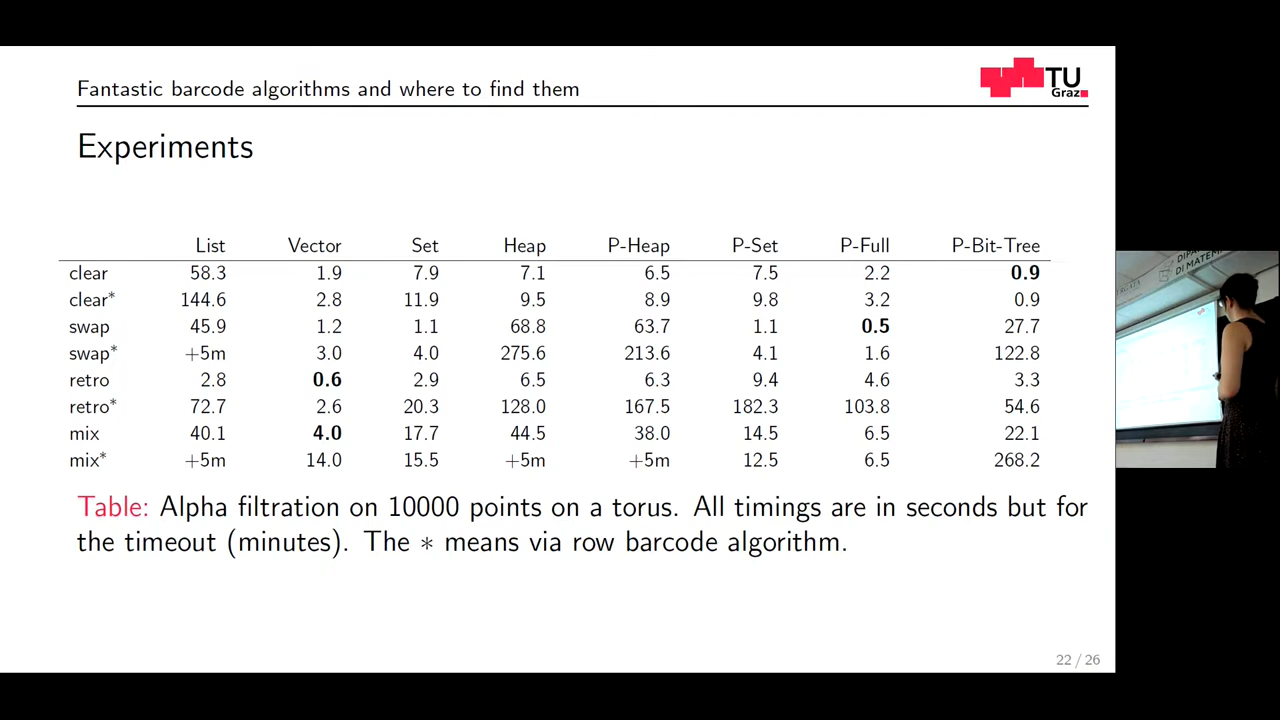 Fantastic barcode algorithms and where to find them
TU
Graz
Experiments
List Vector Set Heap P-Heap P-Set P-Full P-Bit-Tree
clear 58.3 1.9 7.9 7.1 6.5 7.5 2.2 0.9
clear* 144.6 2.8 11.9 9.5 8.9 9.8 3.2 0.9
swap 45.9 1.2 1.1 68.8 63.7 1.1 0.5 27.7
swap* +5m 3.0 4.0 275.6 213.6 4.1 1.6 122.8
retro 2.8 0.6 2.9 6.5 6.3 9.4 4.6 3.3
retro* 72.7 2.6 20.3 128.0 167.5 182.3 103.8 54.6
mix 40.1 4.0 17.7 44.5 38.0 14.5 6.5 22.1
mix* +5m 14.0 15.5 +5m +5m 12.5 6.5 268.2
Table: Alpha filtration on 10000 points on a torus. All timings are in seconds but for
the timeout (minutes). The * means via row barcode algorithm.
22 / 26
DI MATEM